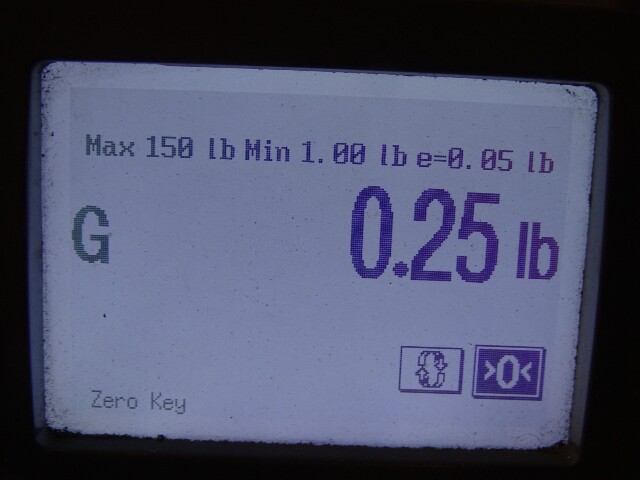 Max 150 lb Min 1.00 lb e=0.05 lb
G 0.25 lb
>0<
Zero Key